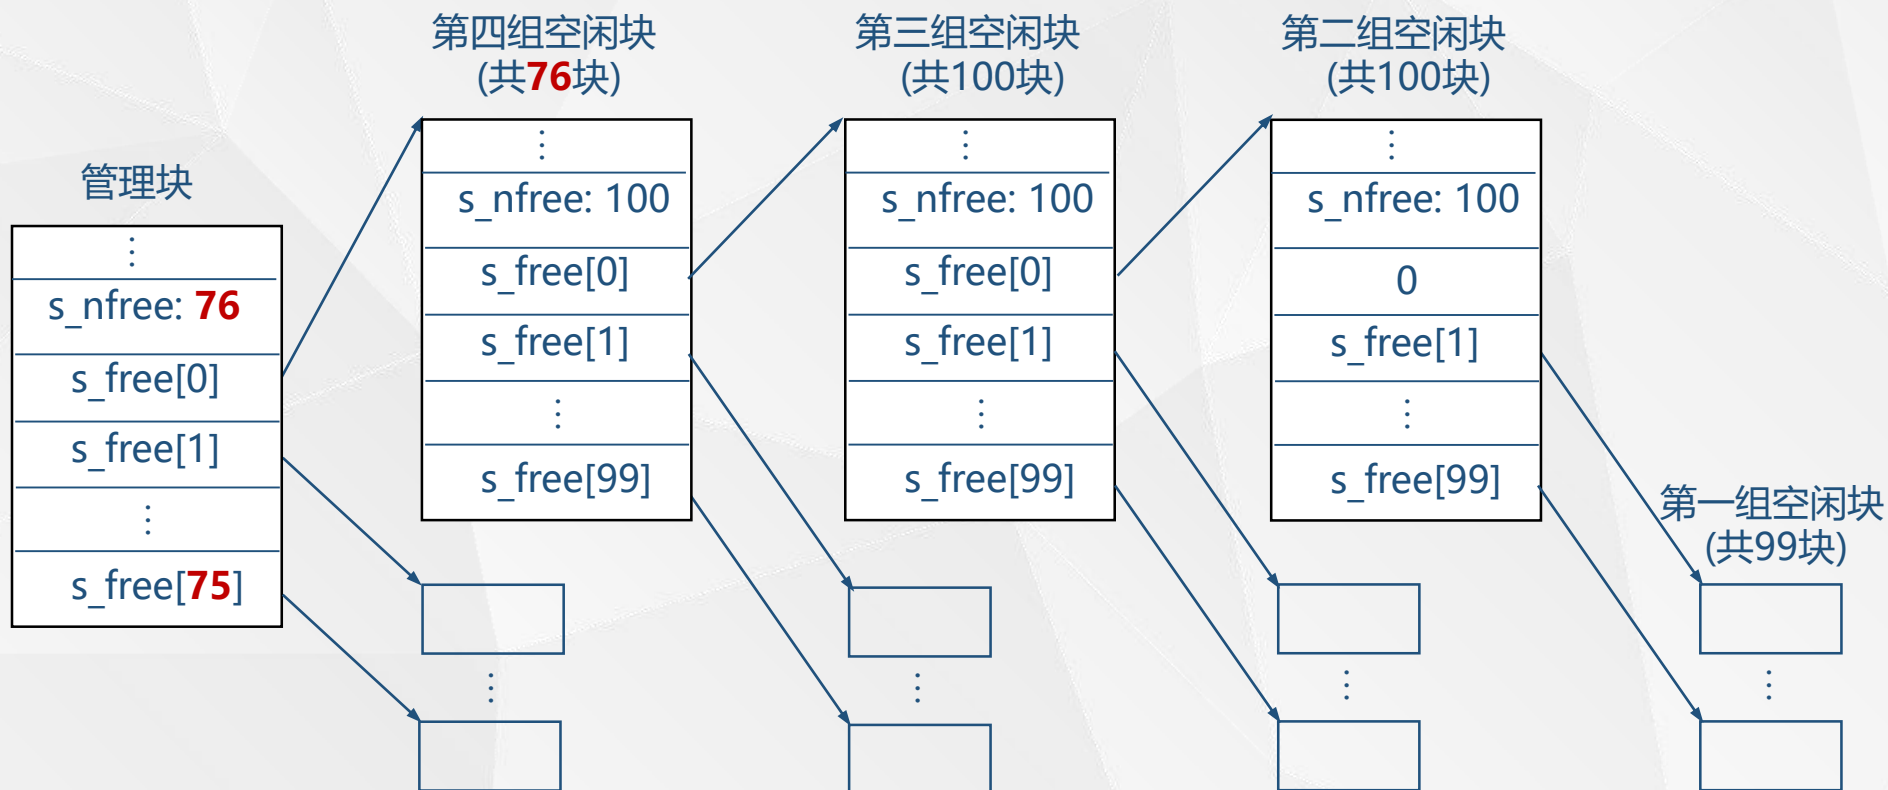 第四组空闲块
(共76块)
第三组空闲块
(共100块)
第二组空闲块
(共100块)
管理块
⋮
s_nfree: 76
s_free[0]
s_free[1]
⋮
s_free[75]
⋮
s_nfree: 100
s_free[0]
s_free[1]
⋮
s_free[99]
⋮
⋮
s_nfree: 100
s_free[0]
s_free[1]
⋮
s_free[99]
⋮
⋮
s_nfree: 100
0
s_free[1]
⋮
s_free[99]
⋮
第一组空闲块
(共99块)
⋮